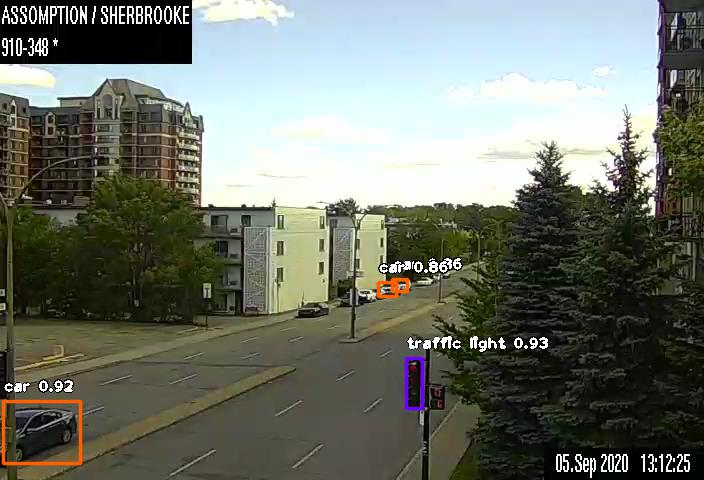 ASSOMPTION / SHERBROOKE
910-348 *
car 0.86
traffic light 0.93
car 0.92
05.Sep 2020 13:12:25